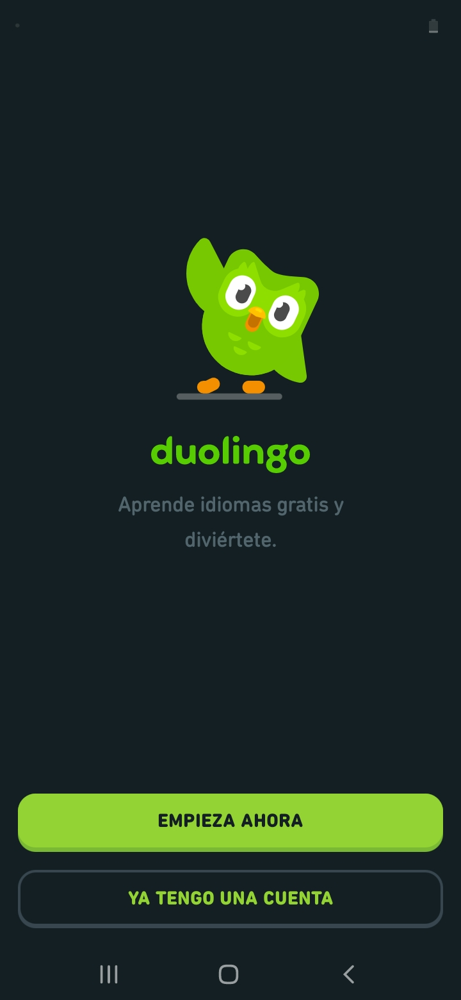 duolingo
Aprende idiomas gratis y
diviértete.
EMPIEZA AHORA
YA TENGO UNA CUENTA